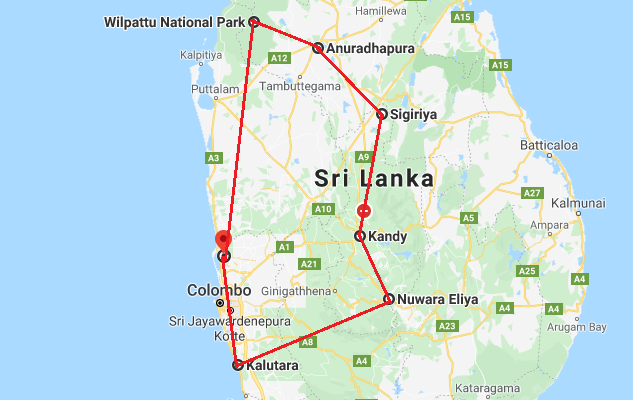 Hamillewa
A15
Wilpattu National Park
Anuradhapura
Kalpitiya
A12
A15
Tambuttegama
Puttalam
Sigiriya
Batticaloa
A3
A9
Sri Lanka
Kalmunai
A10
A5
Ampara
Kandy
A1
A21
A25
A4
Ginigathhena
Colombo
Nuwara Eliya
A4
Sri Jayawardenepura
Kotte
A23
Arugam Bay
A8
A4
Kalutara
Kataragama